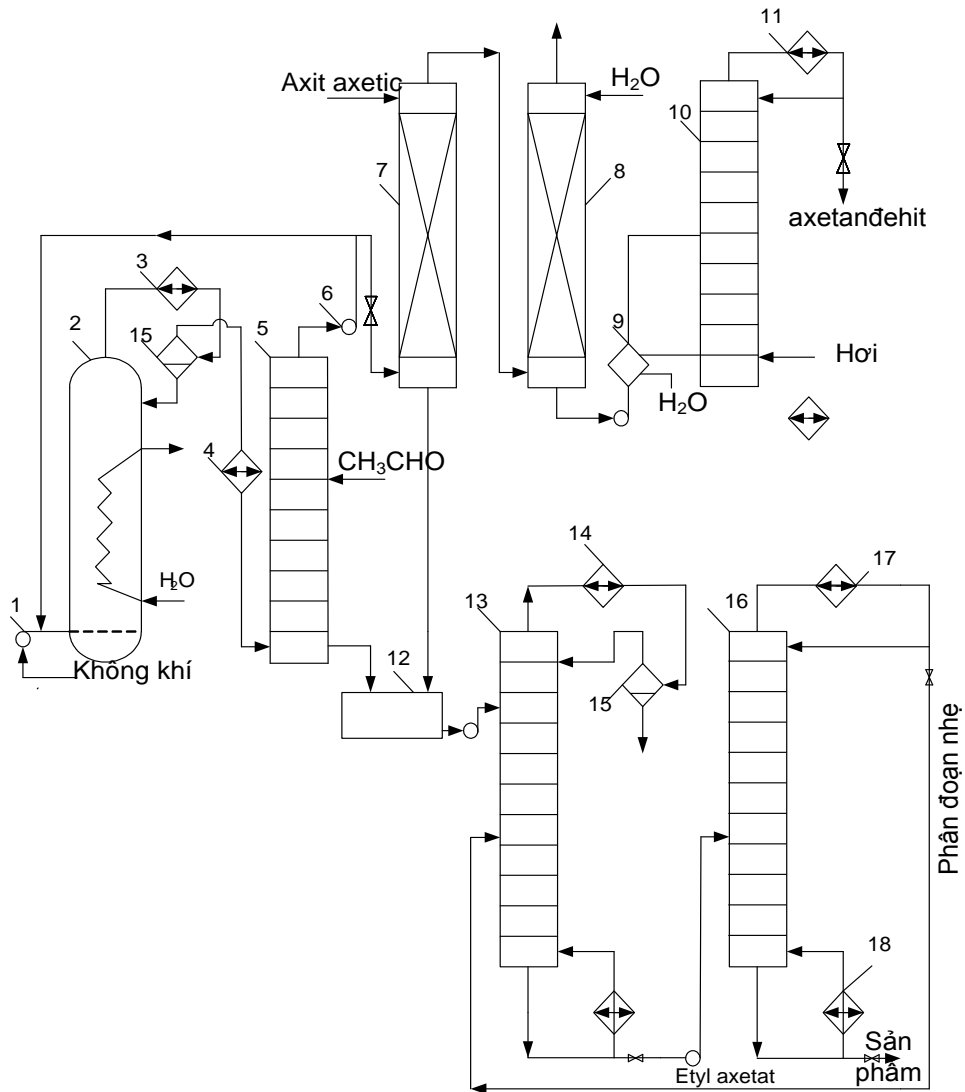 11
Axit axetic
H₂O
10
7
8
axetanđehit
3
6
2
15
5
9
Hơi
H₂O
4
CH₃CHO
14
17
H₂O
13
16
1
Không khí
12
15
Phân đoạn nhẹ
18
Sản phẩm
Etyl axetat